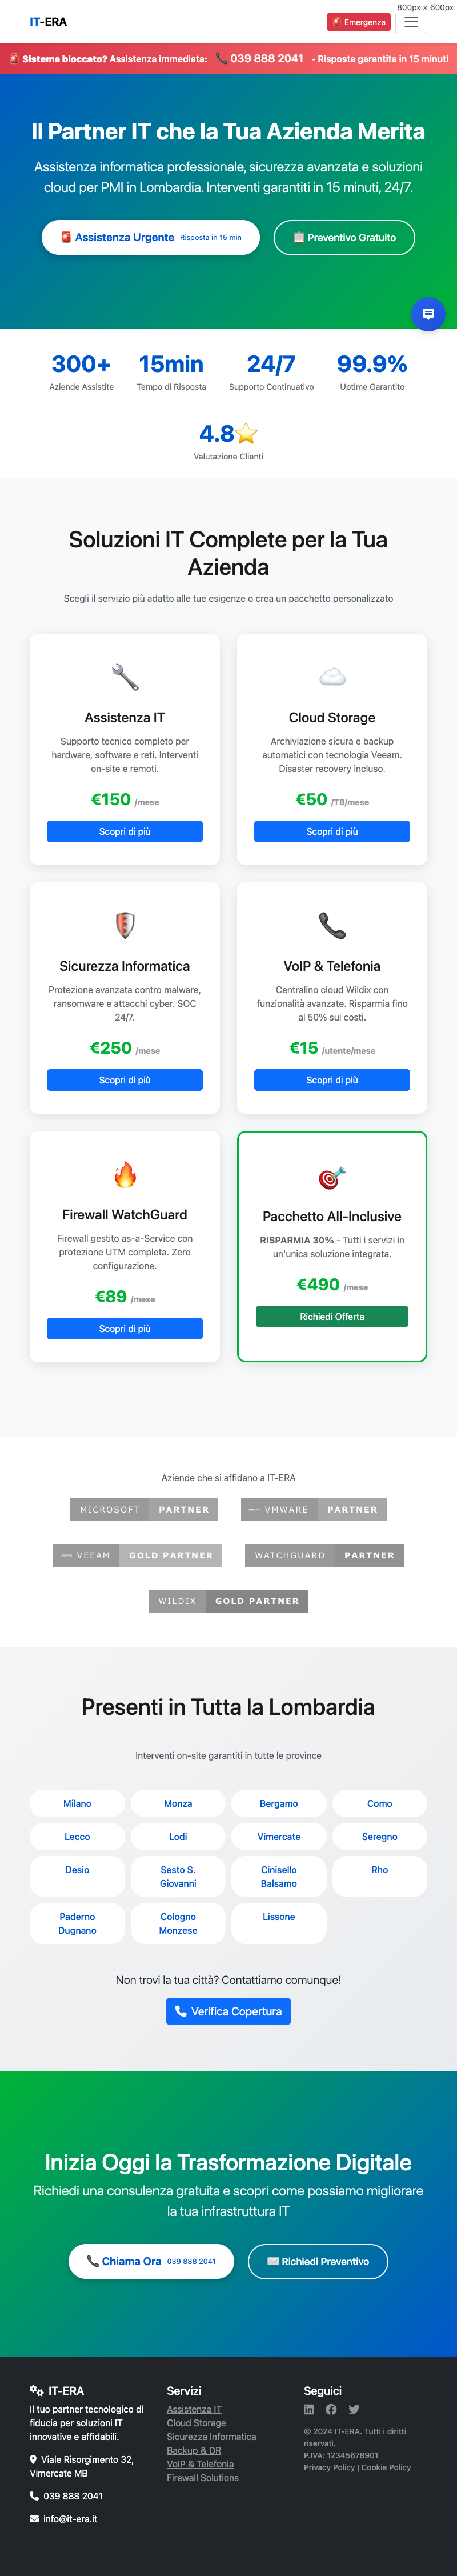 800px × 600px
IT-ERA
🚨 Emergenza
🚨 Sistema bloccato? Assistenza immediata: 📞 039 888 2041 - Risposta garantita in 15 minuti
Il Partner IT che la Tua Azienda Merita
Assistenza informatica professionale, sicurezza avanzata e soluzioni
cloud per PMI in Lombardia. Interventi garantiti in 15 minuti, 24/7.
🚨 Assistenza Urgente Risposta in 15 min
📋 Preventivo Gratuito
300+
Aziende Assistite
15min
Tempo di Risposta
24/7
Supporto Continuativo
99.9%
Uptime Garantito
4.8⭐
Valutazione Clienti
Soluzioni IT Complete per la Tua
Azienda
Scegli il servizio più adatto alle tue esigenze o crea un pacchetto personalizzato
Assistenza IT
Supporto tecnico completo per
hardware, software e reti. Interventi
on-site e remoti.
€150 /mese
Scopri di più
Cloud Storage
Archiviazione sicura e backup
automatici con tecnologia Veeam.
Disaster recovery incluso.
€50 /TB/mese
Scopri di più
Sicurezza Informatica
Protezione avanzata contro malware,
ransomware e attacchi cyber. SOC
24/7.
€250 /mese
Scopri di più
VoIP & Telefonia
Centralino cloud Wildix con
funzionalità avanzate. Risparmia fino
al 50% sui costi.
€15 /utente/mese
Scopri di più
Firewall WatchGuard
Firewall gestito as-a-Service con
protezione UTM completa. Zero
configurazione.
€89 /mese
Scopri di più
Pacchetto All-Inclusive
RISPARMIA 30% - Tutti i servizi in
un'unica soluzione integrata.
€490 /mese
Richiedi Offerta
Aziende che si affidano a IT-ERA
MICROSOFT PARTNER
VMWARE PARTNER
VEEAM GOLD PARTNER
WATCHGUARD PARTNER
WILDIX GOLD PARTNER
Presenti in Tutta la Lombardia
Interventi on-site garantiti in tutte le province
Milano
Monza
Bergamo
Como
Lecco
Lodi
Vimercate
Seregno
Desio
Sesto S.
Giovanni
Cinisello
Balsamo
Rho
Paderno
Dugnano
Cologno
Monzese
Lissone
Non trovi la tua città? Contattiamo comunque!
Verifica Copertura
Inizia Oggi la Trasformazione Digitale
Richiedi una consulenza gratuita e scopri come possiamo migliorare
la tua infrastruttura IT
📞 Chiama Ora 039 888 2041
✉️ Richiedi Preventivo
IT-ERA
Il tuo partner tecnologico di
fiducia per soluzioni IT
innovative e affidabili.
Viale Risorgimento 32,
Vimercate MB
039 888 2041
info@it-era.it
Servizi
Assistenza IT
Cloud Storage
Sicurezza Informatica
Backup & DR
VoIP & Telefonia
Firewall Solutions
Seguici
© 2024 IT-ERA. Tutti i diritti
riservati.
P.IVA: 12345678901
Privacy Policy | Cookie Policy